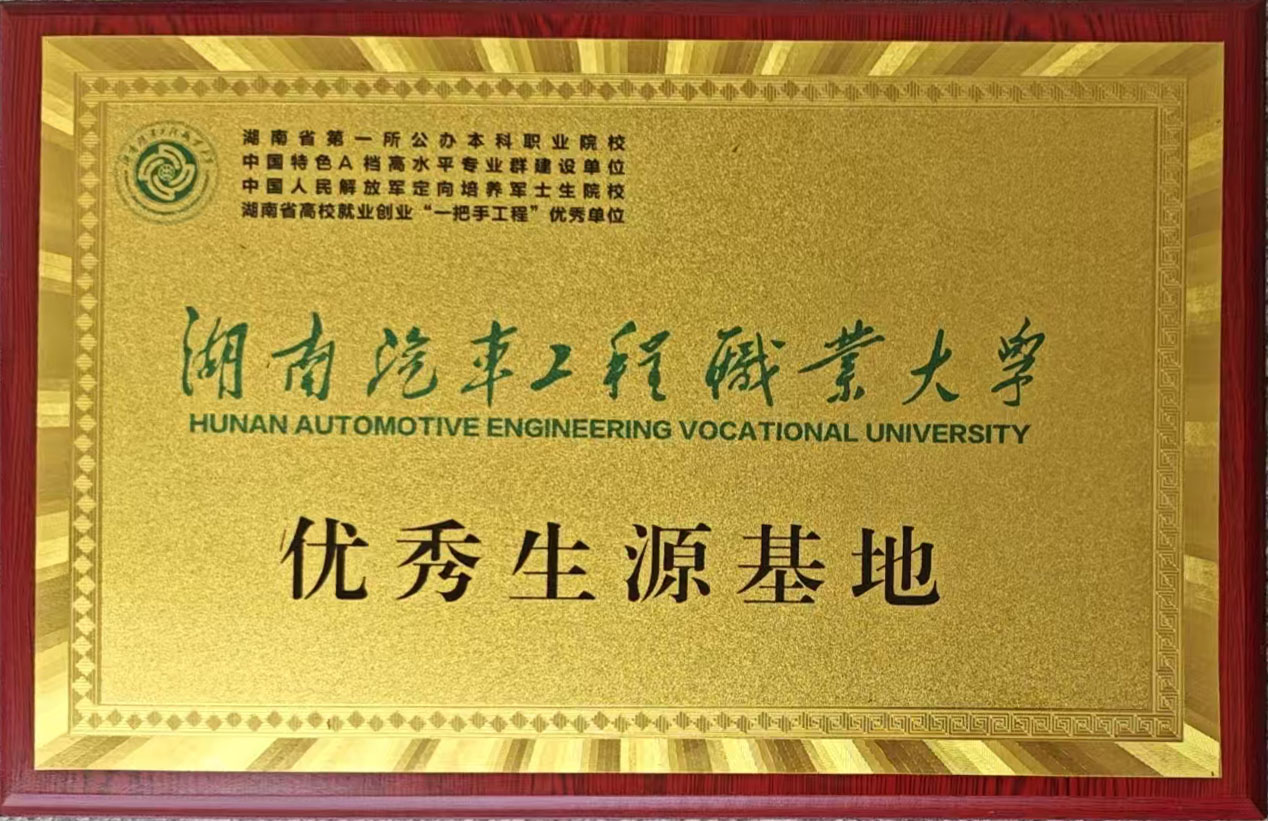 湖南省第一所公办本科职业院校
中国特色A档高水平专业群建设单位
中国人民解放军定向培养军士生院校
湖南省高校就业创业“一把手工程”优秀单位
湖南汽车工程职业大学
HUNAN AUTOMOTIVE ENGINEERING VOCATIONAL UNIVERSITY
优秀生源基地